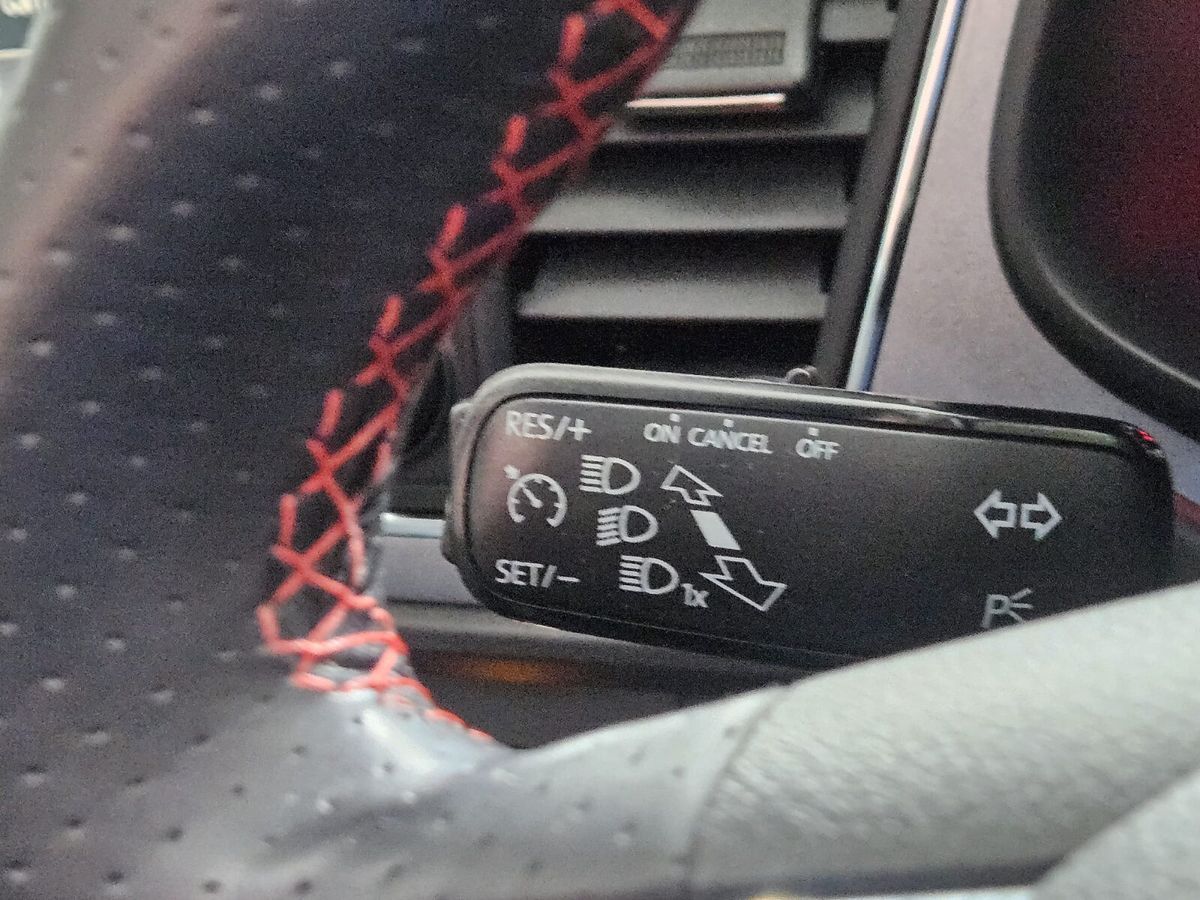 RES/+ ON CANCEL OFF
SET/− 1x
P